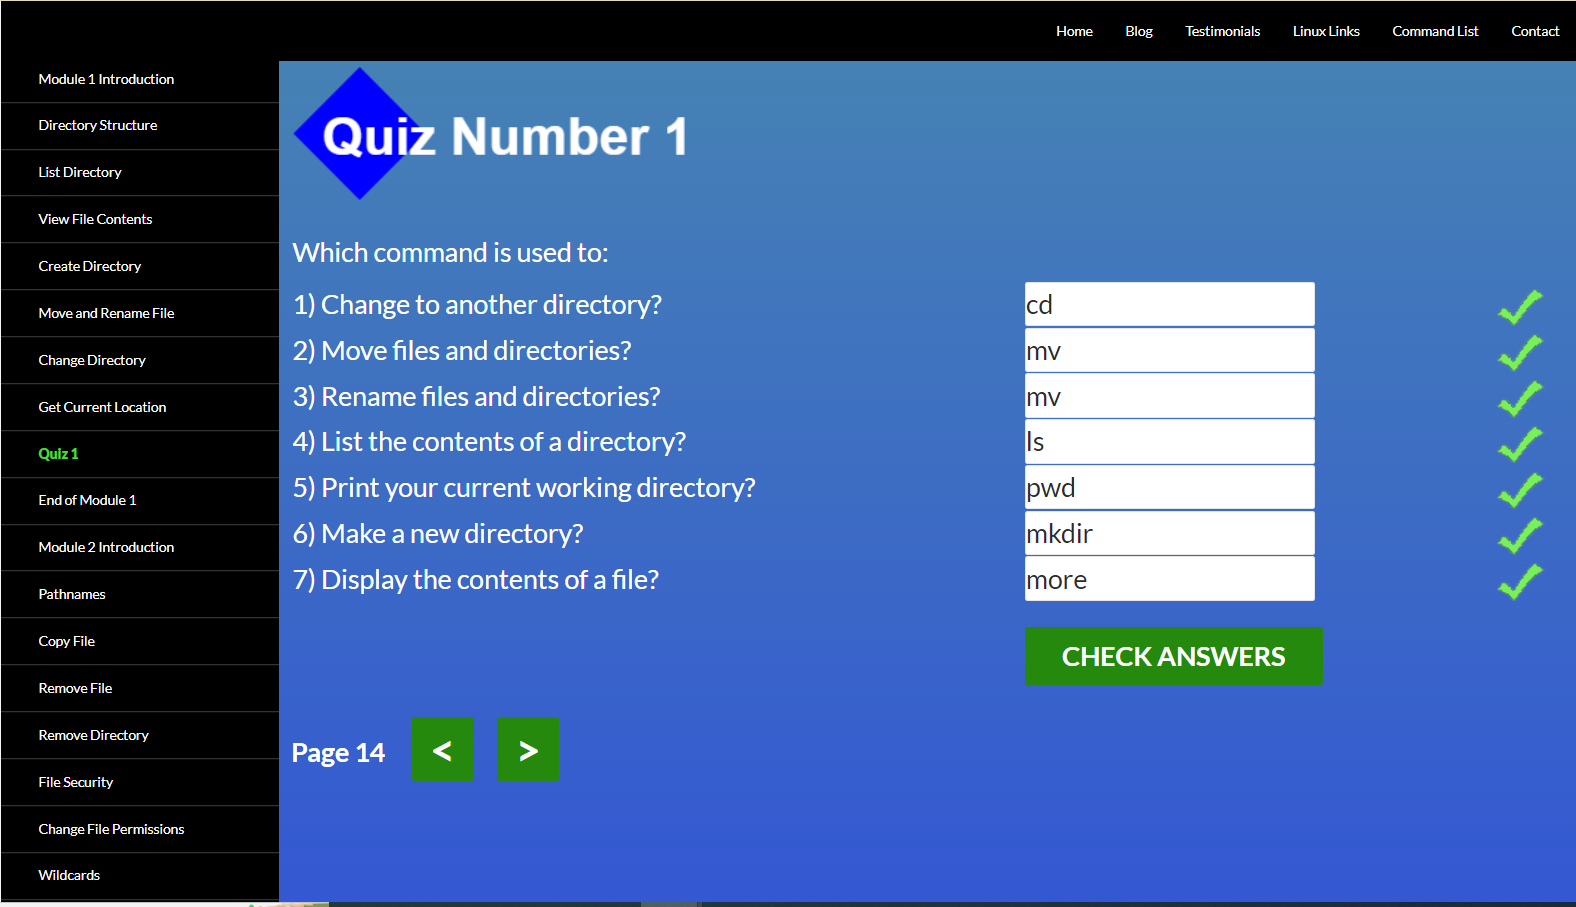 Home Blog Testimonials Linux Links Command List Contact
Module 1 Introduction
Directory Structure
List Directory
View File Contents
Create Directory
Move and Rename File
Change Directory
Get Current Location
Quiz 1
End of Module 1
Module 2 Introduction
Pathnames
Copy File
Remove File
Remove Directory
File Security
Change File Permissions
Wildcards
Quiz Number 1
Which command is used to:
1) Change to another directory? cd
2) Move files and directories? mv
3) Rename files and directories? mv
4) List the contents of a directory? ls
5) Print your current working directory? pwd
6) Make a new directory? mkdir
7) Display the contents of a file? more
CHECK ANSWERS
Page 14 < >